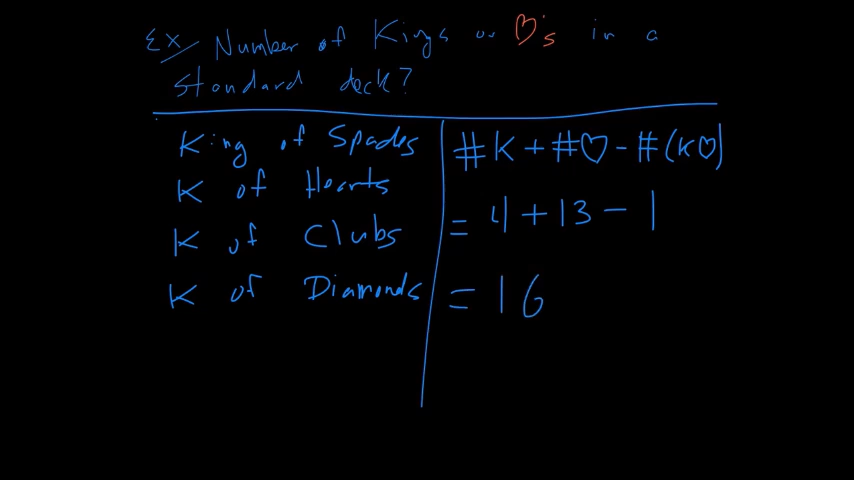 Ex/ Number of Kings or ♡'s in a
standard deck?
King of Spades
K of Hearts
K of Clubs
K of Diamonds
#K + #♡ - #(K♡)
= 4 + 13 - 1
= 16